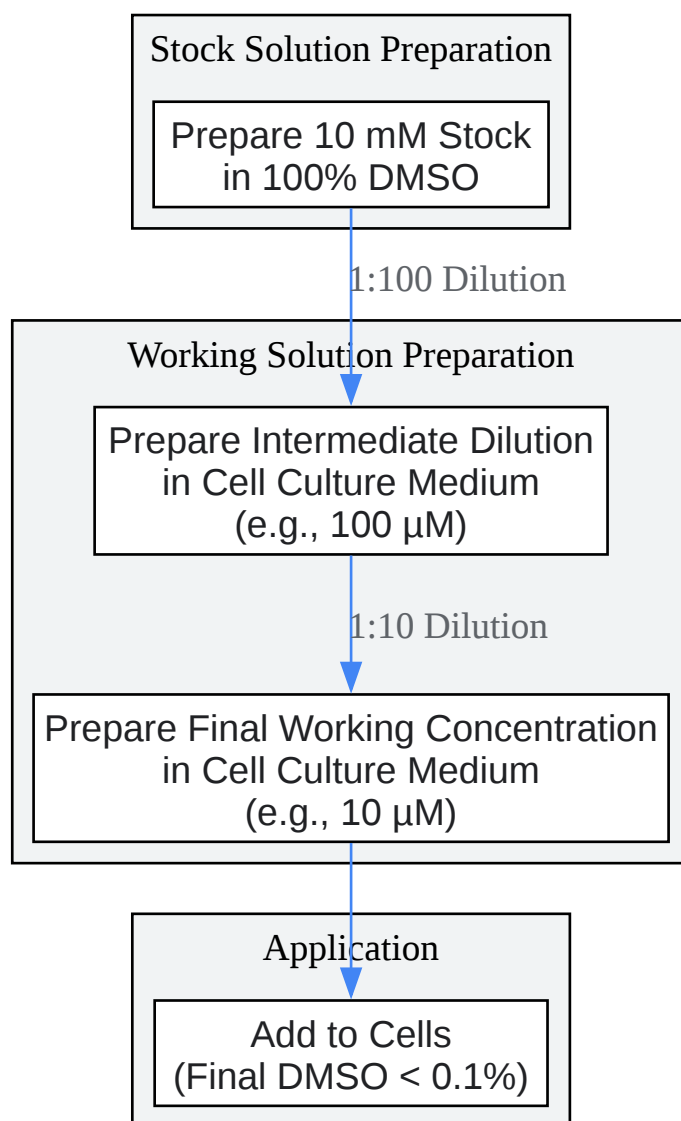 Stock Solution Preparation
Prepare 10 mM Stock
in 100% DMSO
1:100 Dilution
Working Solution Preparation
Prepare Intermediate Dilution
in Cell Culture Medium
(e.g., 100 µM)
1:10 Dilution
Prepare Final Working Concentration
in Cell Culture Medium
(e.g., 10 µM)
Application
Add to Cells
(Final DMSO < 0.1%)